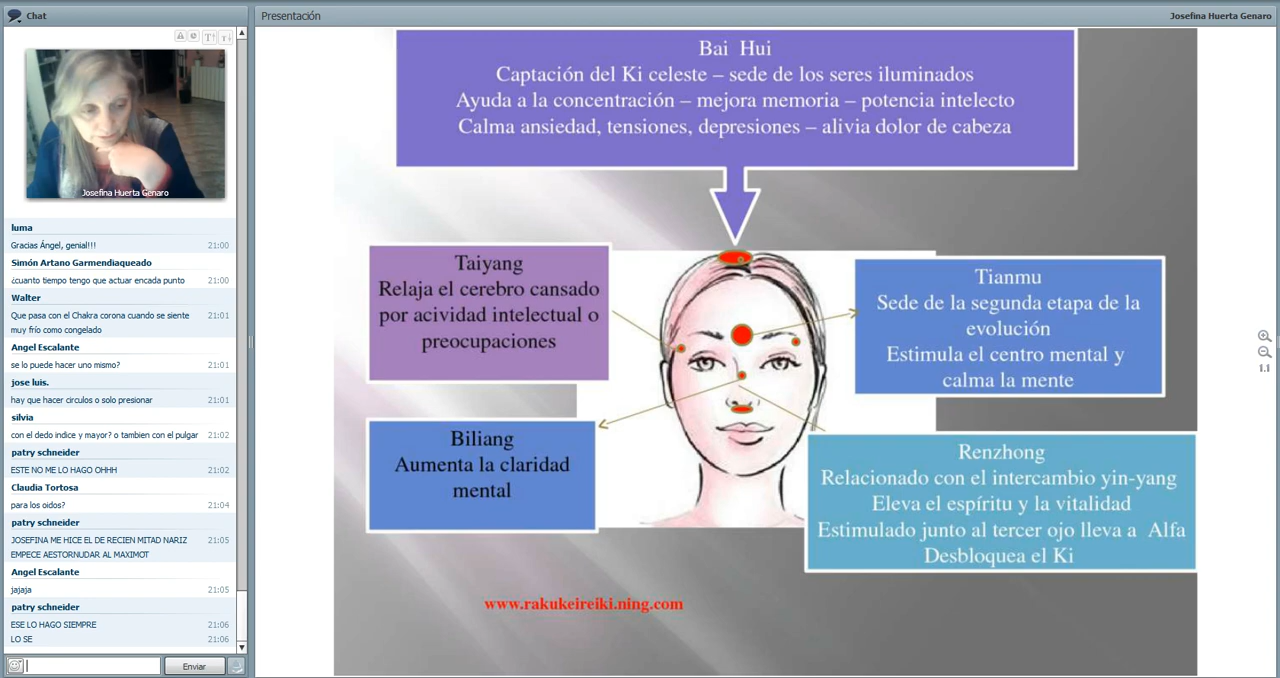 Chat
Josefina Huerta Genaro
luma
Gracias Ángel, genial!!!
21:00
Simón Artano Garmendiaqueado
¿cuanto tiempo tengo que actuar encada punto
21:00
Walter
Que pasa con el Chakra corona cuando se siente
21:01
muy frío como congelado
Angel Escalante
se lo puede hacer uno mismo?
21:01
jose luis.
hay que hacer circulos o solo presionar
21:01
silvia
con el dedo indice y mayor? o tambien con el pulgar
21:02
patry schneider
ESTE NO ME LO HAGO OHHH
21:02
Claudia Tortosa
para los oidos?
21:04
patry schneider
JOSEFINA ME HICE EL DE RECIEN MITAD NARIZ
21:05
EMPECE AESTORNUDAR AL MAXIMOT
Angel Escalante
jajaja
21:05
patry schneider
ESE LO HAGO SIEMPRE
21:06
LO SE
21:06
Enviar
Presentación
Josefina Huerta Genaro
Bai Hui
Captación del Ki celeste – sede de los seres iluminados
Ayuda a la concentración – mejora memoria – potencia intelecto
Calma ansiedad, tensiones, depresiones – alivia dolor de cabeza
Taiyang
Relaja el cerebro cansado
por acividad intelectual o
preocupaciones
Tianmu
Sede de la segunda etapa de la
evolución
Estimula el centro mental y
calma la mente
Biliang
Aumenta la claridad
mental
Renzhong
Relacionado con el intercambio yin-yang
Eleva el espíritu y la vitalidad
Estimulado junto al tercer ojo lleva a Alfa
Desbloquea el Ki
www.rakukeireiki.ning.com
1.1